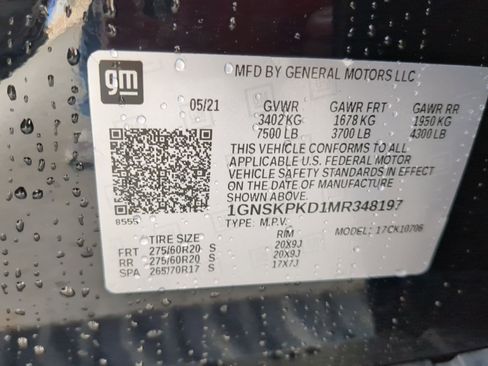 gm
MFD BY GENERAL MOTORS LLC
05/21 GVWR GAWR FRT GAWR RR
3402 KG 1678 KG 1950 KG
7500 LB 3700 LB 4300 LB
THIS VEHICLE CONFORMS TO ALL
APPLICABLE U.S. FEDERAL MOTOR
VEHICLE SAFETY STANDARDS IN EFFECT
ON THE DATE OF MANUFACTURE
SHOWN ABOVE.
1GNSKPKD1MR348197
8555
TYPE: M.P.V. MODEL: 17CK10706
TIRE SIZE RIM
FRT 275/60R20 S 20X9J
RR 275/60R20 S 20X9J
SPA 265/70R17 S 17X7J